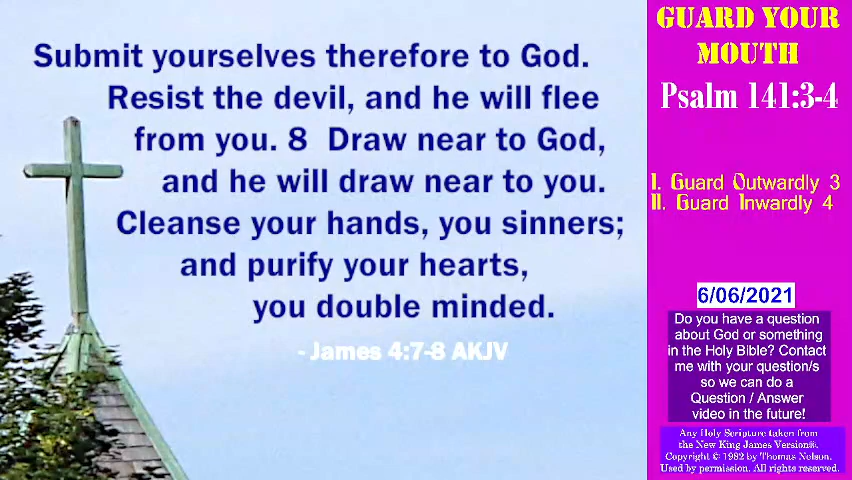 Submit yourselves therefore to God.
Resist the devil, and he will flee
from you. 8 Draw near to God,
and he will draw near to you.
Cleanse your hands, you sinners;
and purify your hearts,
you double minded.
- James 4:7-8 AKJV
GUARD YOUR
MOUTH
Psalm 141:3-4
I. Guard Outwardly 3
II. Guard Inwardly 4
6/06/2021
Do you have a question
about God or something
in the Holy Bible? Contact
me with your question/s
so we can do a
Question / Answer
video in the future!
Any Holy Scripture taken from
the New King James Version®.
Copyright © 1982 by Thomas Nelson.
Used by permission. All rights reserved.